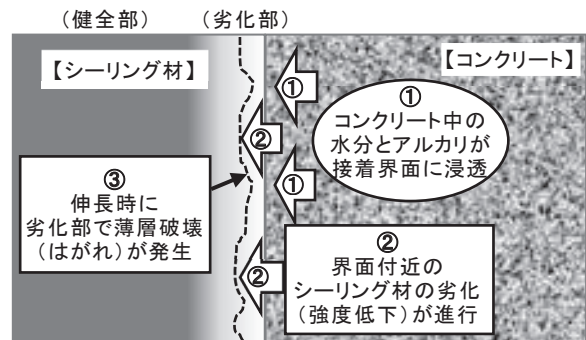 (健全部)
(劣化部)
【シーリング材】
【コンクリート】
①
①
コンクリート中の
水分とアルカリが
接着界面に浸透
②
①
③
伸長時に
劣化部で薄層破壊
(はがれ)が発生
②
②
界面付近の
シーリング材の劣化
(強度低下)が進行